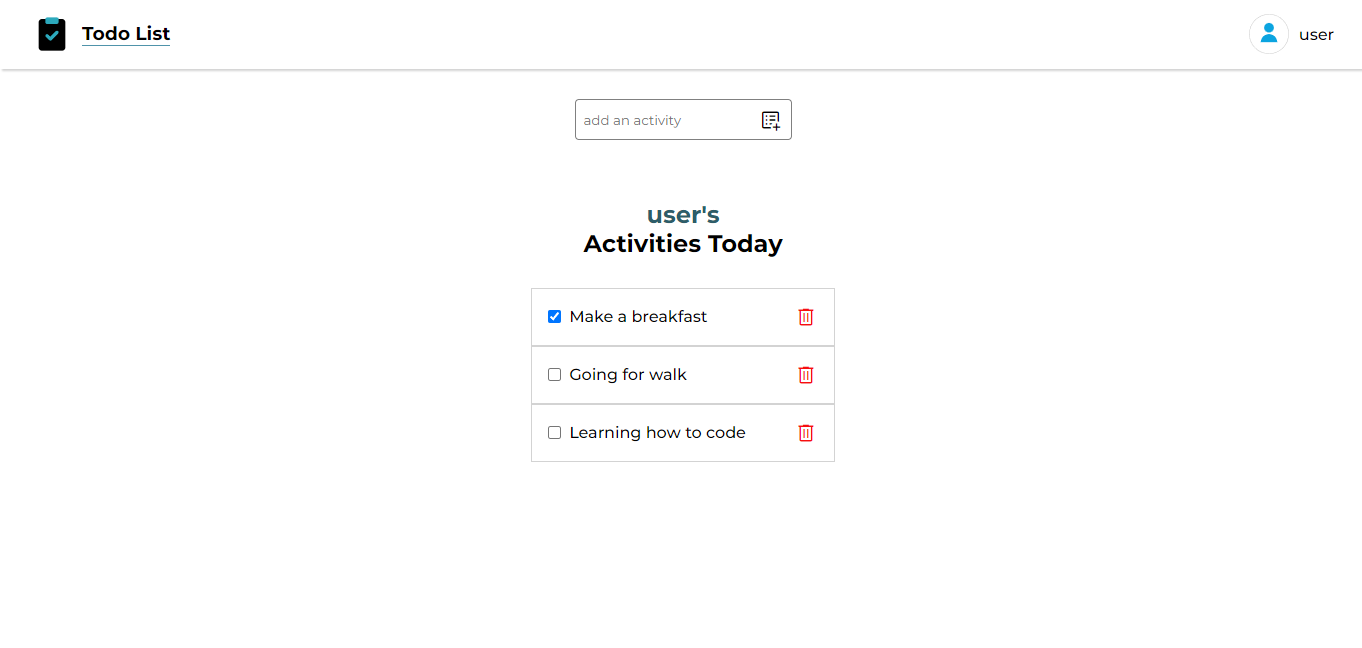 Todo List
user
add an activity
user's
Activities Today
Make a breakfast
Going for walk
Learning how to code